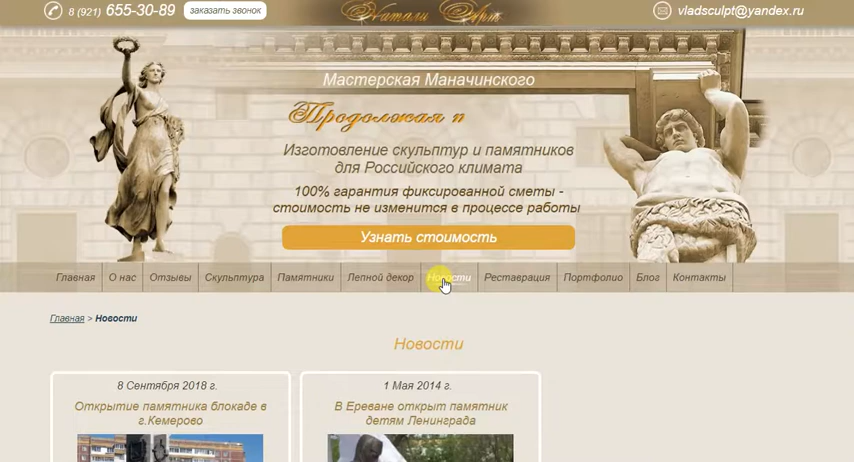 8 (921) 655-30-89
заказать звонок
Натали Арт
vladsculpt@yandex.ru
Мастерская Маначинского
Продолжая п
Изготовление скульптур и памятников
для Российского климата
100% гарантия фиксированной сметы -
стоимость не изменится в процессе работы
Узнать стоимость
Главная О нас Отзывы Скульптура Памятники Лепной декор Новости Реставрация Портфолио Блог Контакты
Главная > Новости
Новости
8 Сентября 2018 г.
Открытие памятника блокаде в
г.Кемерово
1 Мая 2014 г.
В Ереване открыт памятник
детям Ленинграда